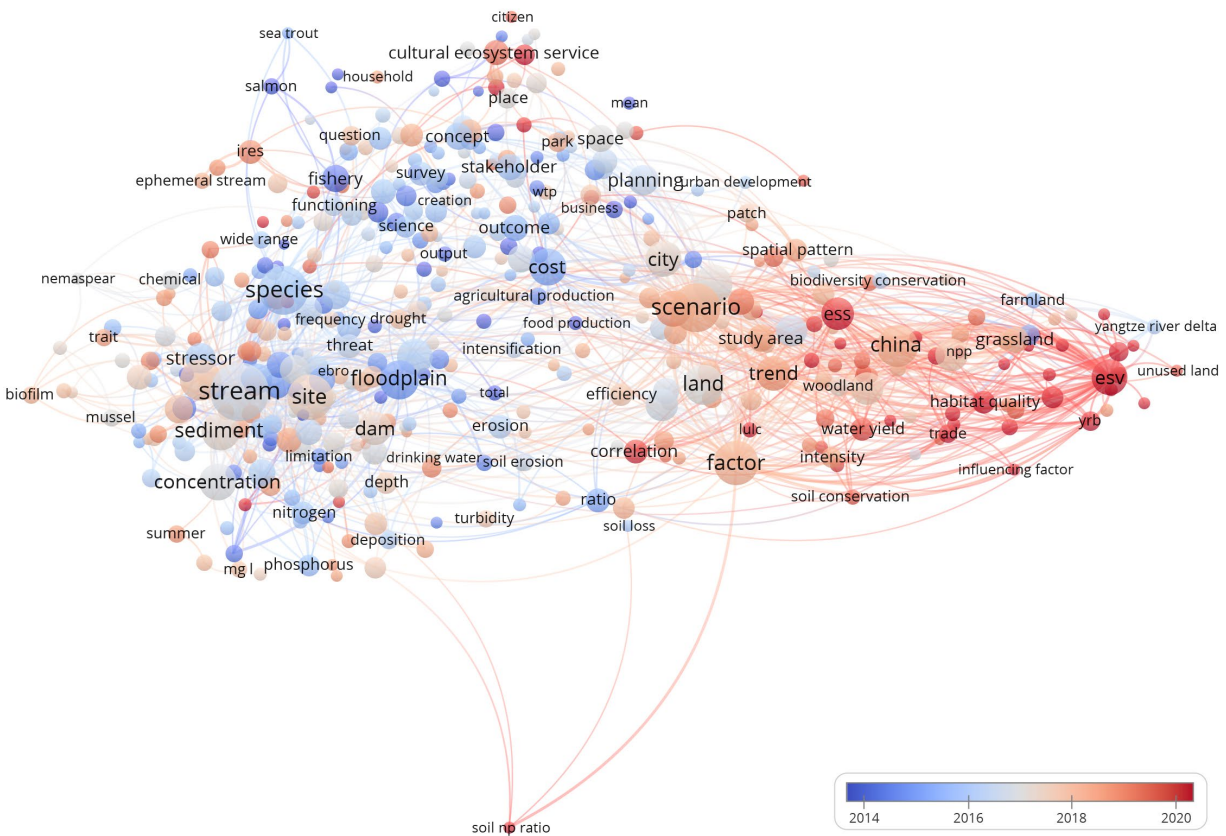 citizen
sea trout
cultural ecosystem service
household
salmon
place
mean
question
concept
park
space
ires
stakeholder
ephemeral stream
fishery
survey
planning
urban development
wtp
creation
functioning
business
patch
science
outcome
wide range
output
spatial pattern
city
cost
nemaspear
chemical
biodiversity conservation
species
agricultural production
farmland
scenario
ess
frequency
drought
food production
yangtze river delta
trait
threat
intensification
study area
china
grassland
npp
stressor
ebro
unused land
floodplain
trend
esv
stream
site
total
land
woodland
biofilm
efficiency
habitat quality
mussel
sediment
dam
erosion
lulc
water yield
trade
yrb
limitation
drinking water
soil erosion
correlation
factor
intensity
influencing factor
concentration
depth
ratio
soil conservation
nitrogen
turbidity
soil loss
summer
deposition
mg l
phosphorus
soil np ratio
2014
2016
2018
2020